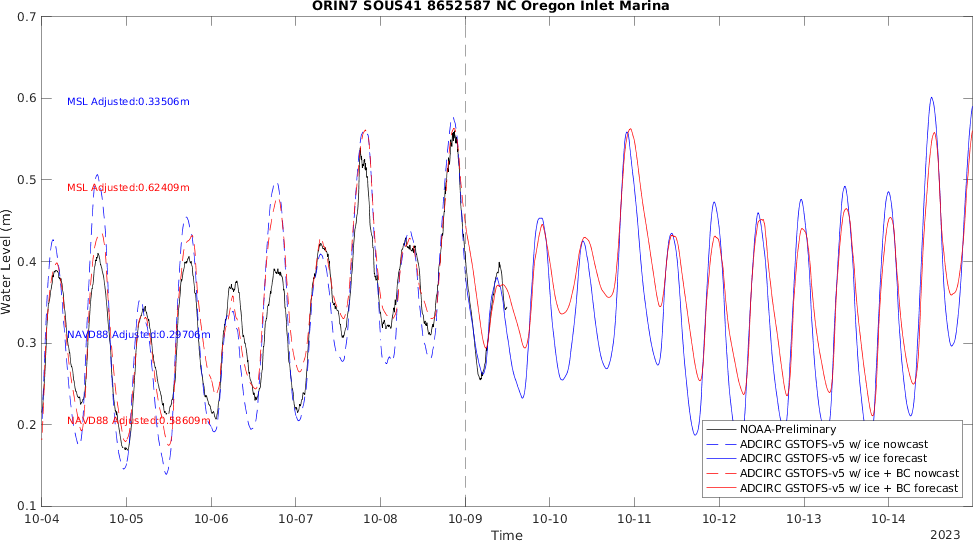 ORIN7 SOUS41 8652587 NC Oregon Inlet Marina
0.7
0.6
0.5
0.4
0.3
0.2
0.1
Water Level (m)
MSL Adjusted:0.33506m
MSL Adjusted:0.62409m
NAVD88 Adjusted:0.29706m
NAVD88 Adjusted:0.58609m
NOAA-Preliminary
ADCIRC GSTOFS-v5 w/ ice nowcast
ADCIRC GSTOFS-v5 w/ ice forecast
ADCIRC GSTOFS-v5 w/ ice + BC nowcast
ADCIRC GSTOFS-v5 w/ ice + BC forecast
10-04 10-05 10-06 10-07 10-08 10-09 10-10 10-11 10-12 10-13 10-14
Time
2023